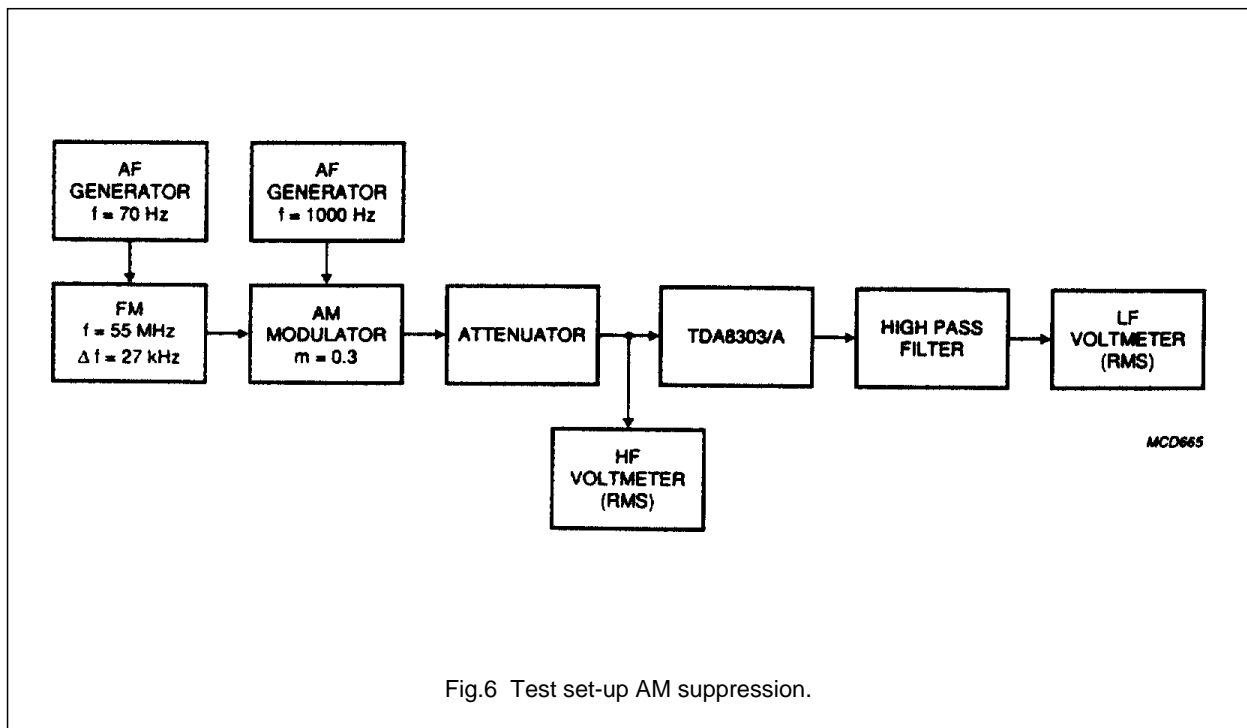 AF
GENERATOR
f = 70 Hz
AF
GENERATOR
f = 1000 Hz
FM
f = 55 MHz
Δ f = 27 kHz
AM
MODULATOR
m = 0.3
ATTENUATOR
TDA8303/A
HIGH PASS
FILTER
LF
VOLTMETER
(RMS)
HF
VOLTMETER
(RMS)
MCD665
Fig.6 Test set-up AM suppression.